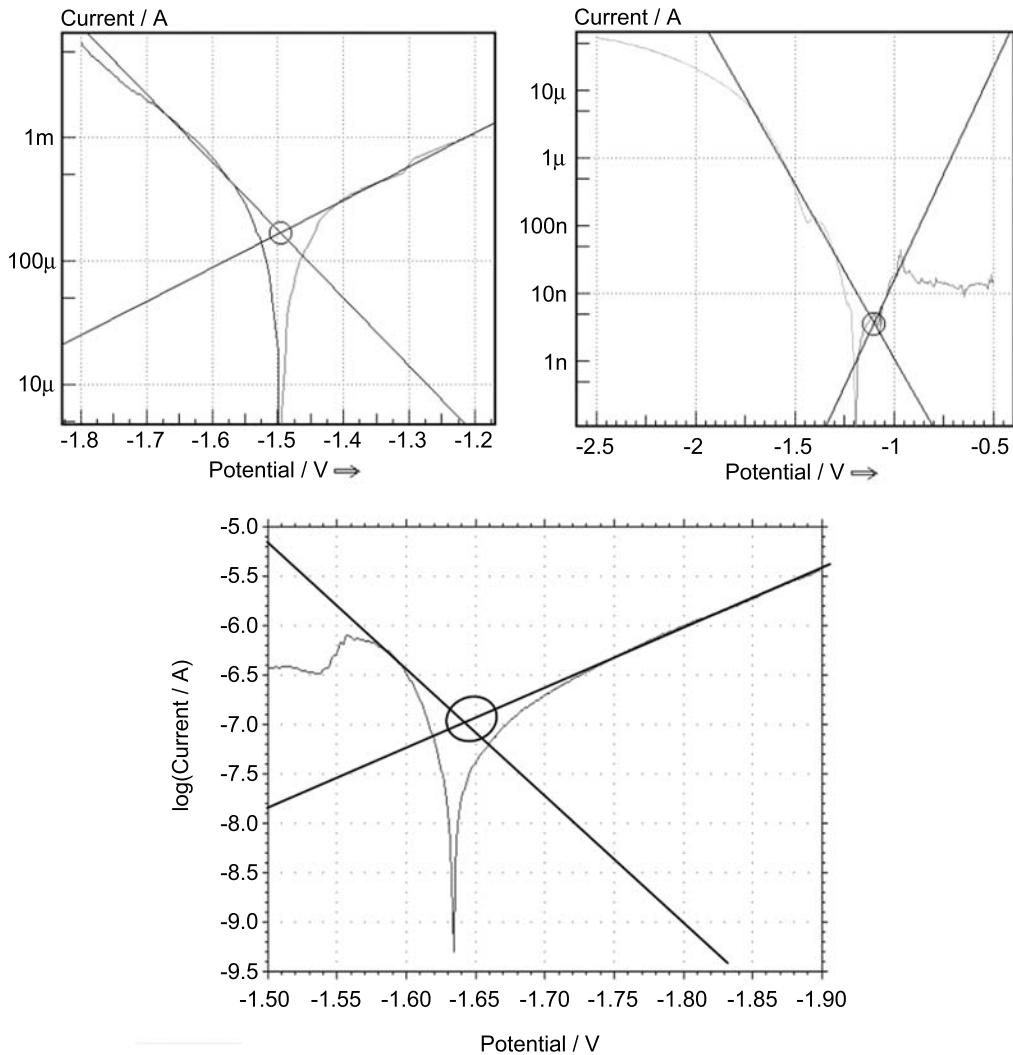 Current / A
1m
100µ
10µ
-1.8 -1.7 -1.6 -1.5 -1.4 -1.3 -1.2
Potential / V ⇒
Current / A
10µ
1µ
100n
10n
1n
-2.5 -2 -1.5 -1 -0.5
Potential / V ⇒
log(Current / A)
-5.0
-5.5
-6.0
-6.5
-7.0
-7.5
-8.0
-8.5
-9.0
-9.5
-1.50 -1.55 -1.60 -1.65 -1.70 -1.75 -1.80 -1.85 -1.90
Potential / V